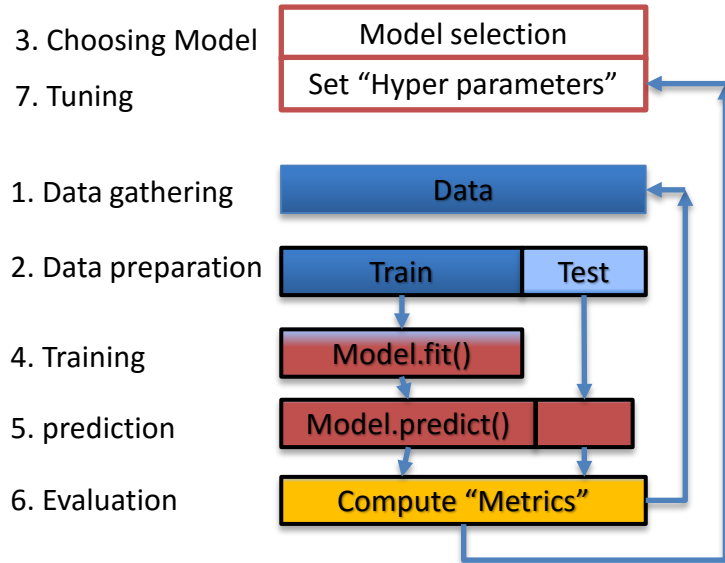 3. Choosing Model
Model selection
7. Tuning
Set “Hyper parameters”
1. Data gathering
Data
2. Data preparation
Train
Test
4. Training
Model.fit()
5. prediction
Model.predict()
6. Evaluation
Compute “Metrics”